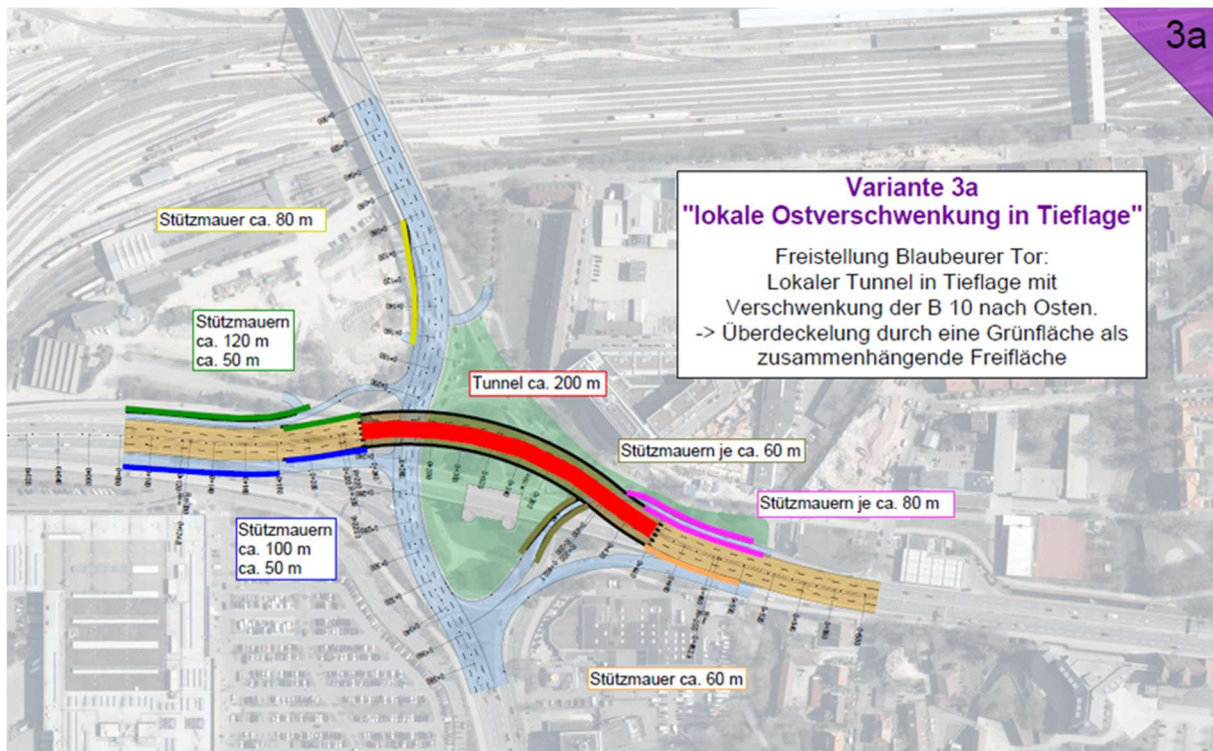 3a
Variante 3a
"lokale Ostverschwenkung in Tieflage"
Freistellung Blaubeurer Tor:
Lokaler Tunnel in Tieflage mit
Verschwenkung der B 10 nach Osten.
-> Überdeckelung durch eine Grünfläche als
zusammenhängende Freifläche
Stützmauer ca. 80 m
Stützmauern
ca. 120 m
ca. 50 m
Tunnel ca. 200 m
Stützmauern je ca. 60 m
Stützmauern je ca. 80 m
Stützmauern
ca. 100 m
ca. 50 m
Stützmauer ca. 60 m